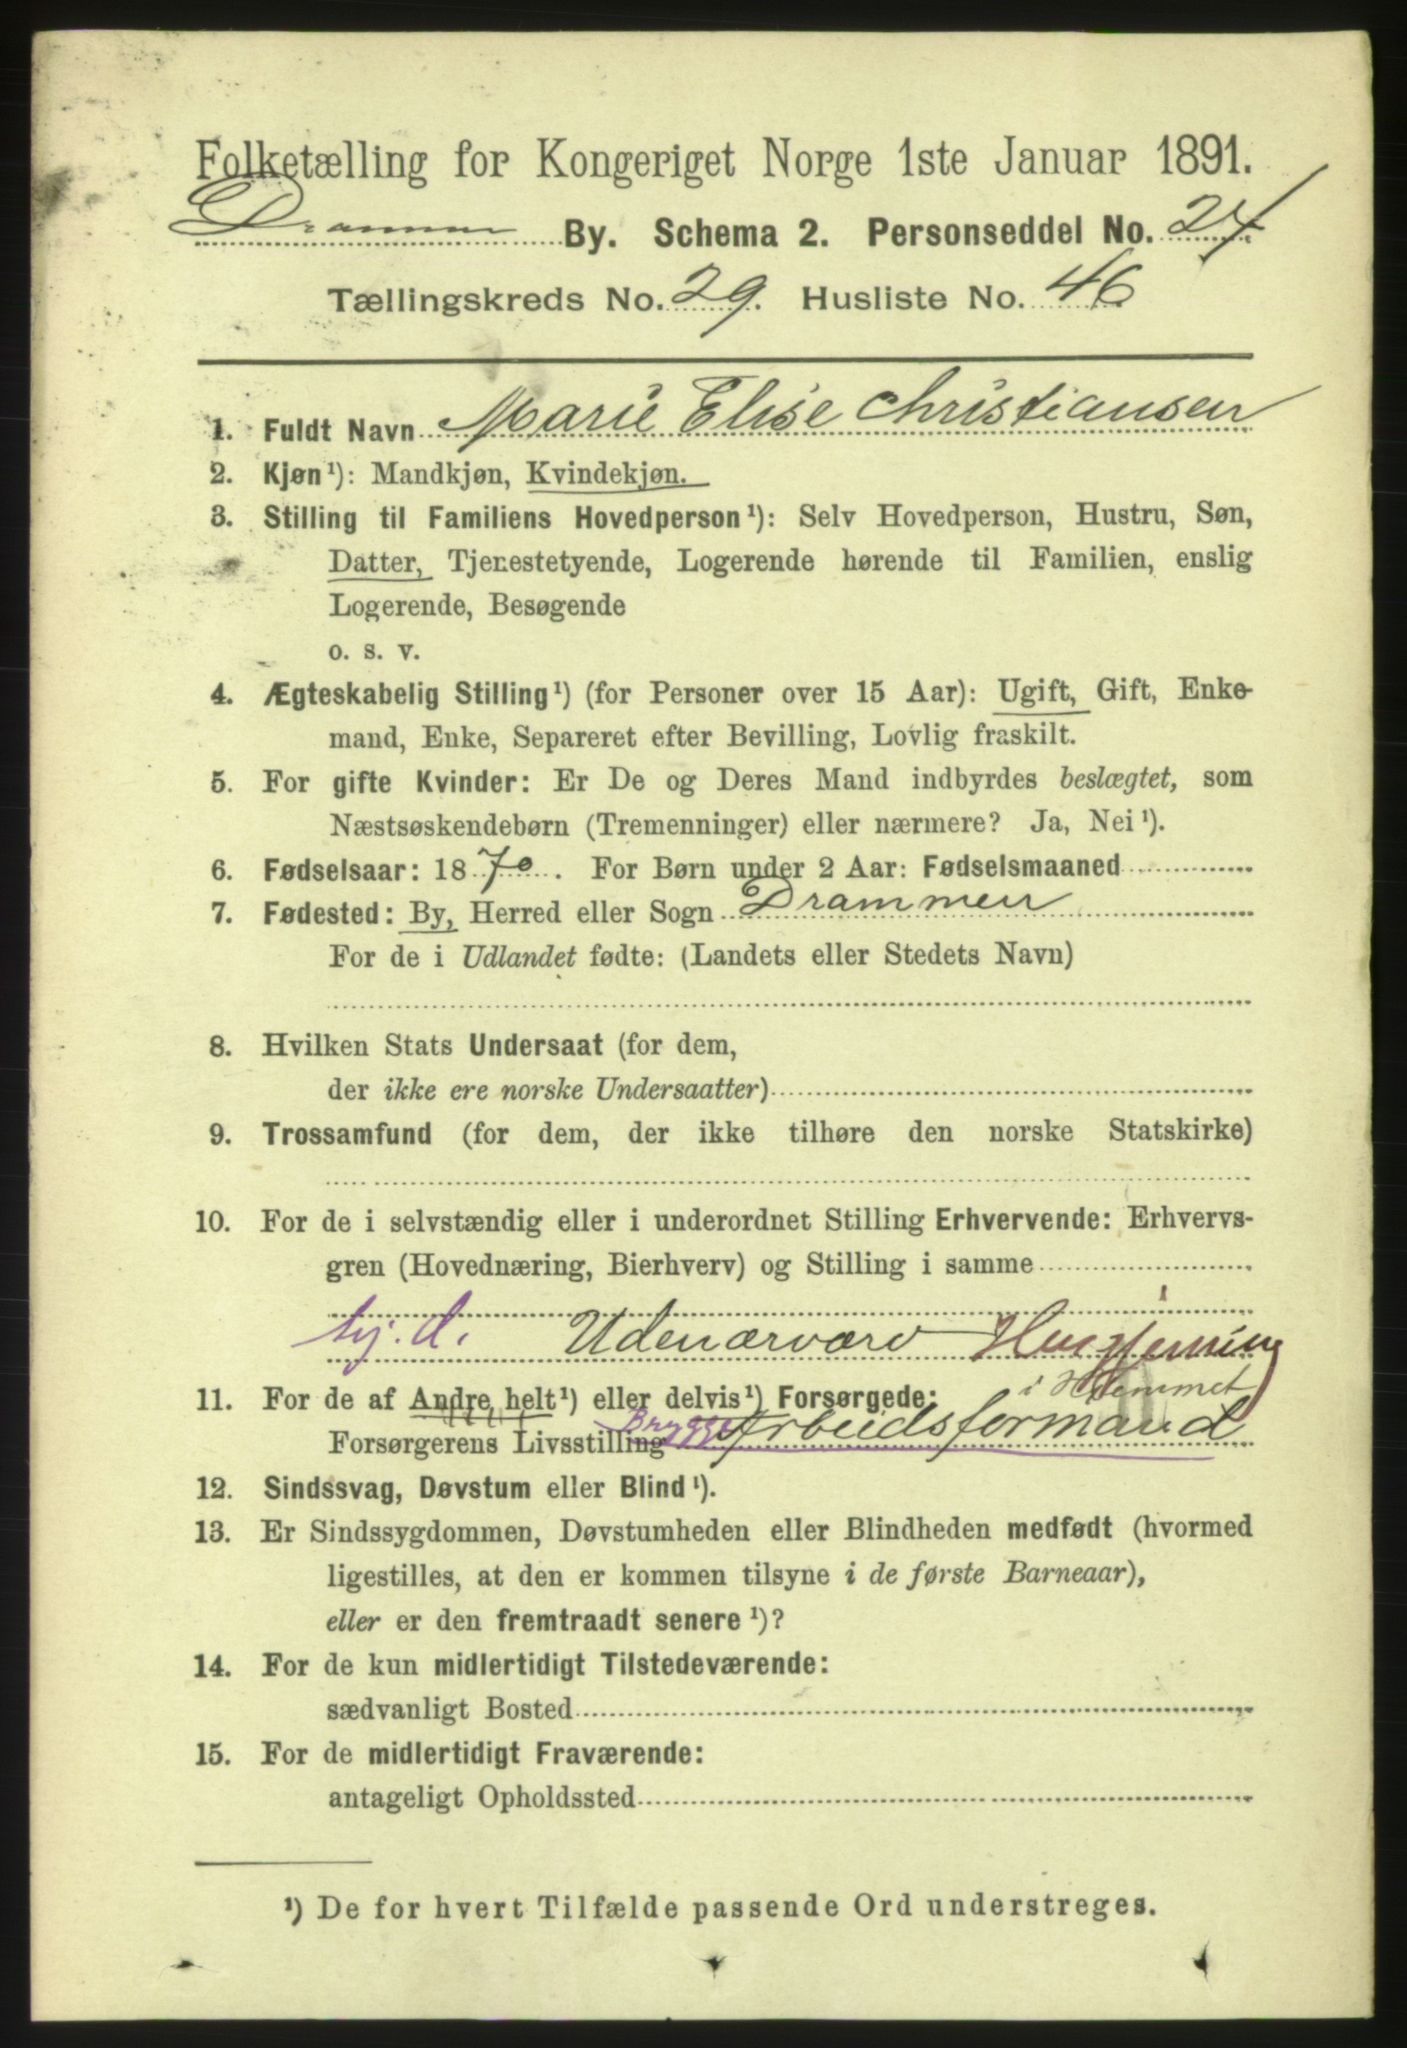 Folketælling for Kongeriget Norge 1ste Januar 1891.
Drammen By. Schema 2. Personseddel No. 27
Tællingskreds No. 29. Husliste No. 46
1. Fuldt Navn Marie Elise Christiansen
2. Kjøn¹): Mandkjøn, Kvindekjøn.
3. Stilling til Familiens Hovedperson¹): Selv Hovedperson, Hustru, Søn,
Datter, Tjenestetyende, Logerende hørende til Familien, enslig
Logerende, Besøgende
o. s. v.
4. Ægteskabelig Stilling¹) (for Personer over 15 Aar): Ugift, Gift, Enke-
mand, Enke, Separeret efter Bevilling, Lovlig fraskilt.
5. For gifte Kvinder: Er De og Deres Mand indbyrdes beslægtet, som
Næstsøskendebørn (Tremenninger) eller nærmere? Ja, Nei¹).
6. Fødselsaar: 1870. For Børn under 2 Aar: Fødselsmaaned
7. Fødested: By, Herred eller Sogn Drammen
For de i Udlandet fødte: (Landets eller Stedets Navn)
8. Hvilken Stats Undersaat (for dem,
der ikke ere norske Undersaatter)
9. Trossamfund (for dem, der ikke tilhøre den norske Statskirke)
10. For de i selvstændig eller i underordnet Stilling Erhvervende: Erhvervs-
gren (Hovednæring, Bierhverv) og Stilling i samme
hj. d. Udenærværv Husgjerning
i Hjemmet
11. For de af Andre helt¹) eller delvis¹) Forsørgede:
Forsørgerens Livsstilling Brygge Arbeidsformand
12. Sindssvag, Døvstum eller Blind¹).
13. Er Sindssygdommen, Døvstumheden eller Blindheden medfødt (hvormed
ligestilles, at den er kommen tilsyne i de første Barneaar),
eller er den fremtraadt senere¹)?
14. For de kun midlertidigt Tilstedeværende:
sædvanligt Bosted
15. For de midlertidigt Fraværende:
antageligt Opholdssted
¹) De for hvert Tilfælde passende Ord understreges.